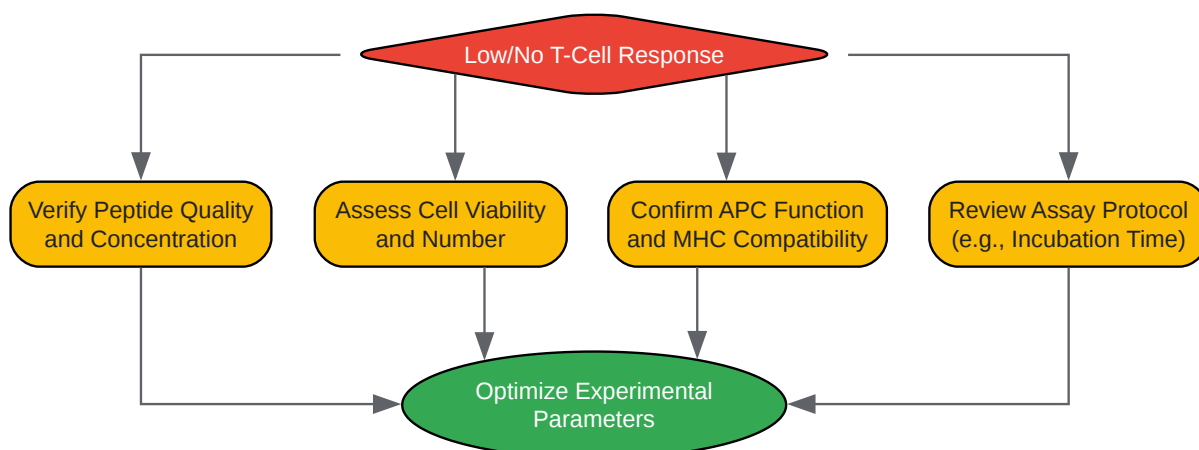 Low/No T-Cell Response
Verify Peptide Quality
and Concentration
Assess Cell Viability
and Number
Confirm APC Function
and MHC Compatibility
Review Assay Protocol
(e.g., Incubation Time)
Optimize Experimental
Parameters